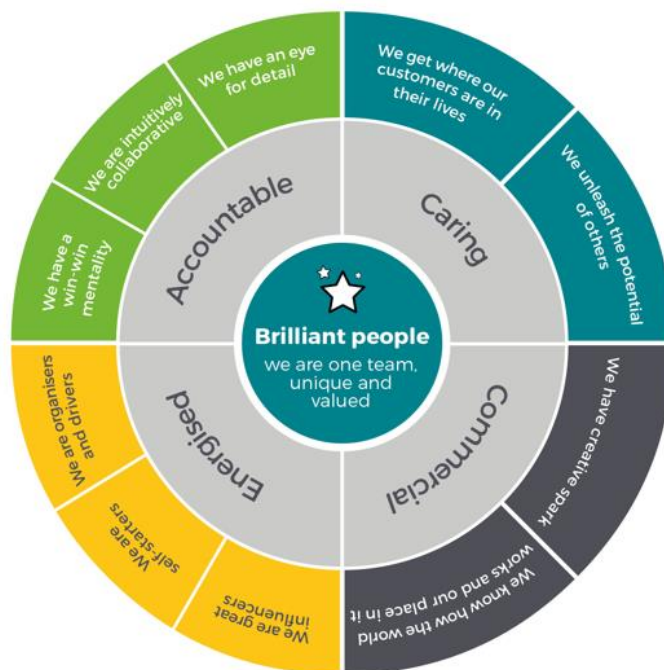 Brilliant people
we are one team,
unique and
valued
Accountable
We have a
win-win
mentality
We are intuitively
collaborative
We have an eye
for detail
Caring
We get where our
customers are in
their lives
We unleash the potential
of others
Commercial
We have creative spark
We know how the world
works and our place in it
Energised
We are great
influencers
We are
self-starters
We are organisers
and drivers